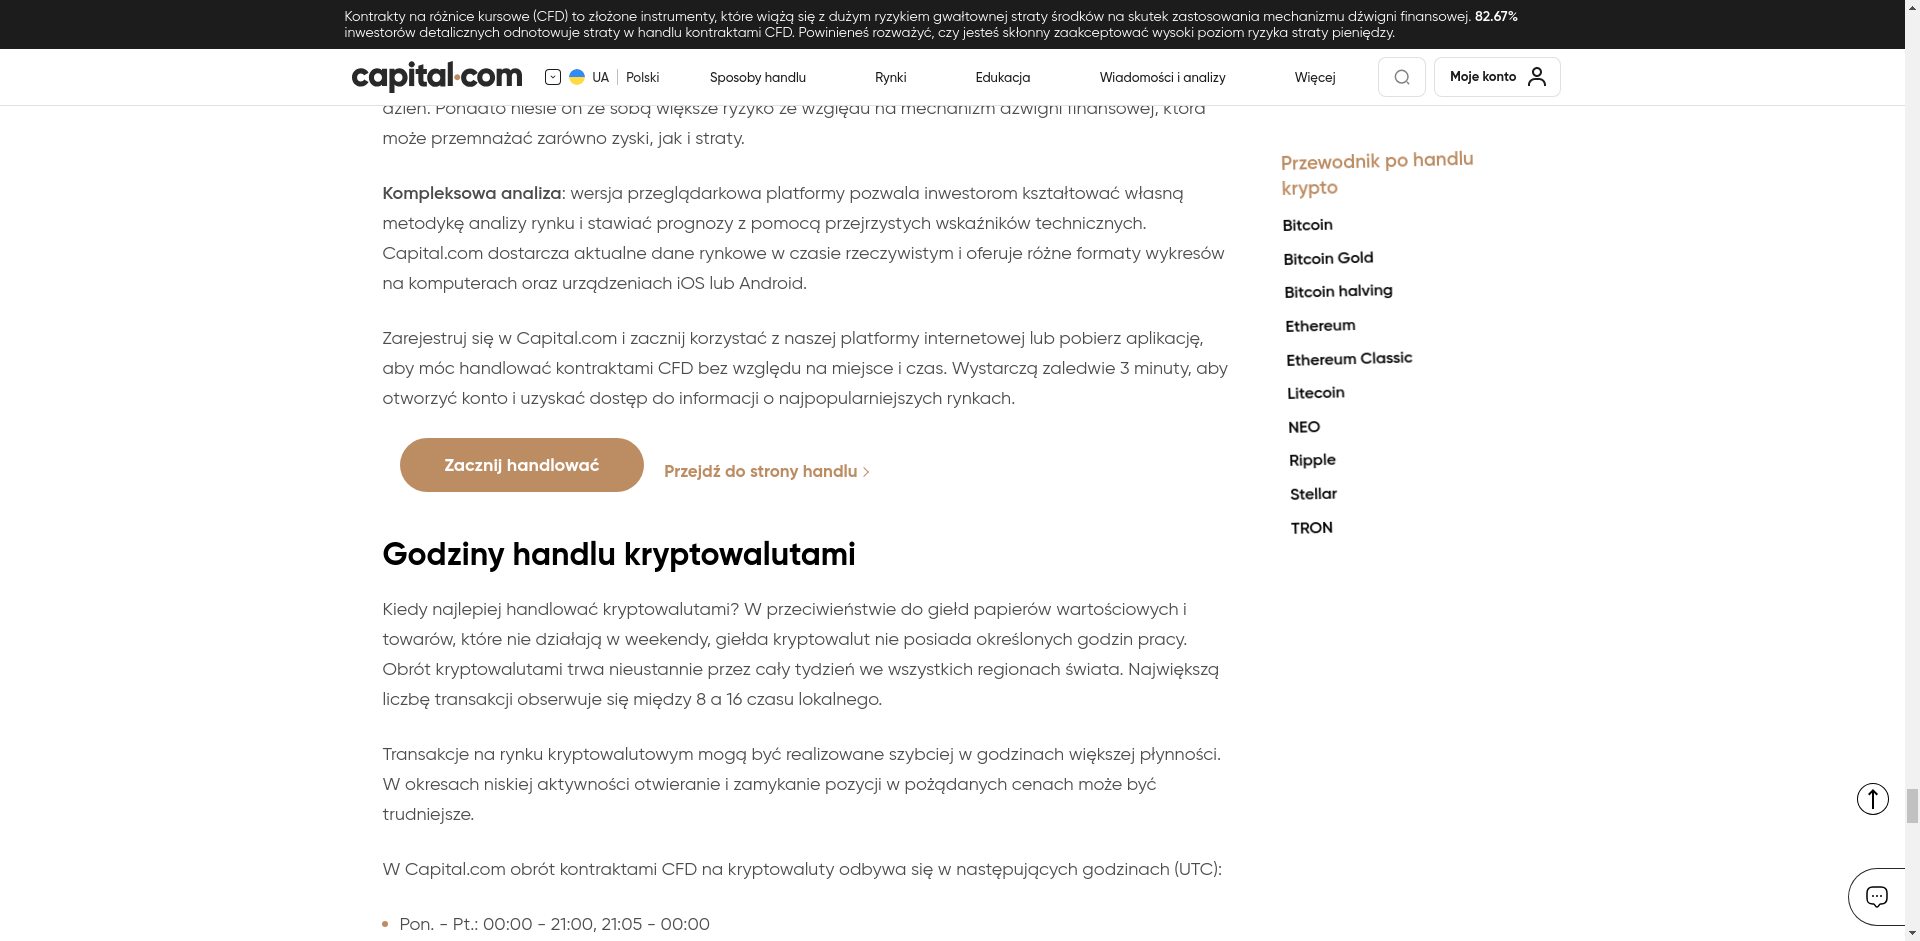 Kontrakty na różnice kursowe (CFD) to złożone instrumenty, które wiążą się z dużym ryzykiem gwałtownej straty środków na skutek zastosowania mechanizmu dźwigni finansowej. 82.67%
inwestorów detalicznych odnotowuje straty w handlu kontraktami CFD. Powinieneś rozważyć, czy jesteś skłonny zaakceptować wysoki poziom ryzyka straty pieniędzy.
capital.com
UA
Polski
Sposoby handlu
Rynki
Edukacja
Wiadomości i analizy
Więcej
Moje konto
dzień. Ponadto niesie on ze sobą większe ryzyko ze względu na mechanizm dźwigni finansowej, która
może przemnażać zarówno zyski, jak i straty.
Kompleksowa analiza: wersja przeglądarkowa platformy pozwala inwestorom kształtować własną
metodykę analizy rynku i stawiać prognozy z pomocą przejrzystych wskaźników technicznych.
Capital.com dostarcza aktualne dane rynkowe w czasie rzeczywistym i oferuje różne formaty wykresów
na komputerach oraz urządzeniach iOS lub Android.
Zarejestruj się w Capital.com i zacznij korzystać z naszej platformy internetowej lub pobierz aplikację,
aby móc handlować kontraktami CFD bez względu na miejsce i czas. Wystarczą zaledwie 3 minuty, aby
otworzyć konto i uzyskać dostęp do informacji o najpopularniejszych rynkach.
Zacznij handlować
Przejdź do strony handlu
Godziny handlu kryptowalutami
Kiedy najlepiej handlować kryptowalutami? W przeciwieństwie do giełd papierów wartościowych i
towarów, które nie działają w weekendy, giełda kryptowalut nie posiada określonych godzin pracy.
Obrót kryptowalutami trwa nieustannie przez cały tydzień we wszystkich regionach świata. Największą
liczbę transakcji obserwuje się między 8 a 16 czasu lokalnego.
Transakcje na rynku kryptowalutowym mogą być realizowane szybciej w godzinach większej płynności.
W okresach niskiej aktywności otwieranie i zamykanie pozycji w pożądanych cenach może być
trudniejsze.
W Capital.com obrót kontraktami CFD na kryptowaluty odbywa się w następujących godzinach (UTC):
Pon. - Pt.: 00:00 - 21:00, 21:05 - 00:00
Przewodnik po handlu
krypto
Bitcoin
Bitcoin Gold
Bitcoin halving
Ethereum
Ethereum Classic
Litecoin
NEO
Ripple
Stellar
TRON